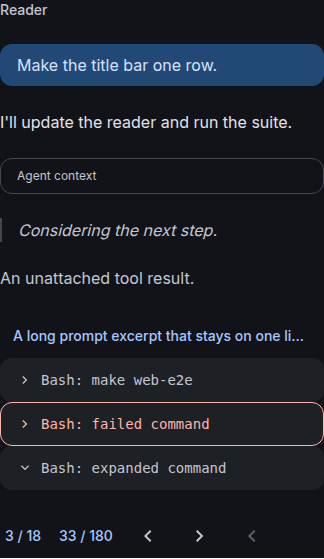 Reader
Make the title bar one row.
I'll update the reader and run the suite.
Agent context
Considering the next step.
An unattached tool result.
A long prompt excerpt that stays on one li...
Bash: make web-e2e
Bash: failed command
Bash: expanded command
3 / 18 33 / 180